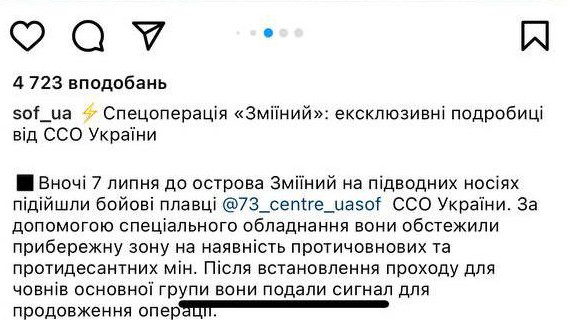 4 723 вподобань
sof_ua ⚡Спецоперація «Зміїний»: ексклюзивні подробиці
від ССО України
⬛Вночі 7 липня до острова Зміїний на підводних носіях
підійшли бойові плавці @73_centre_uasof ССО України. За
допомогою спеціального обладнання вони обстежили
прибережну зону на наявність протичовнових та
протидесантних мін. Після встановлення проходу для
човнів основної групи вони подали сигнал для
продовження операції.